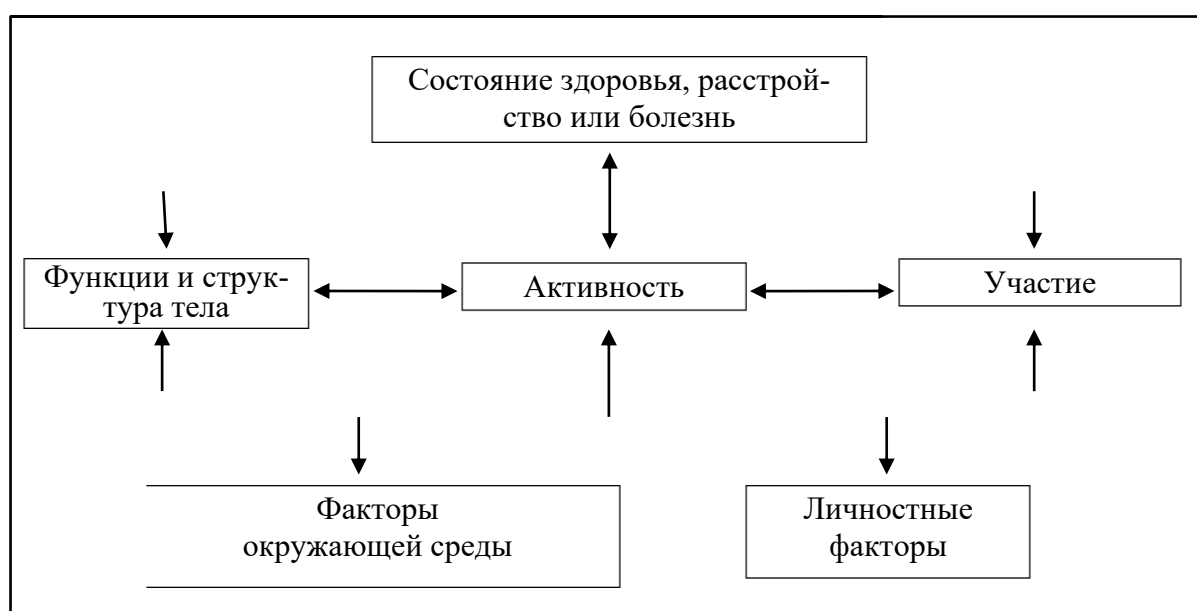 Состояние здоровья, расстрой-
ство или болезнь
Функции и струк-
тура тела
Активность
Участие
Факторы
окружающей среды
Личностные
факторы